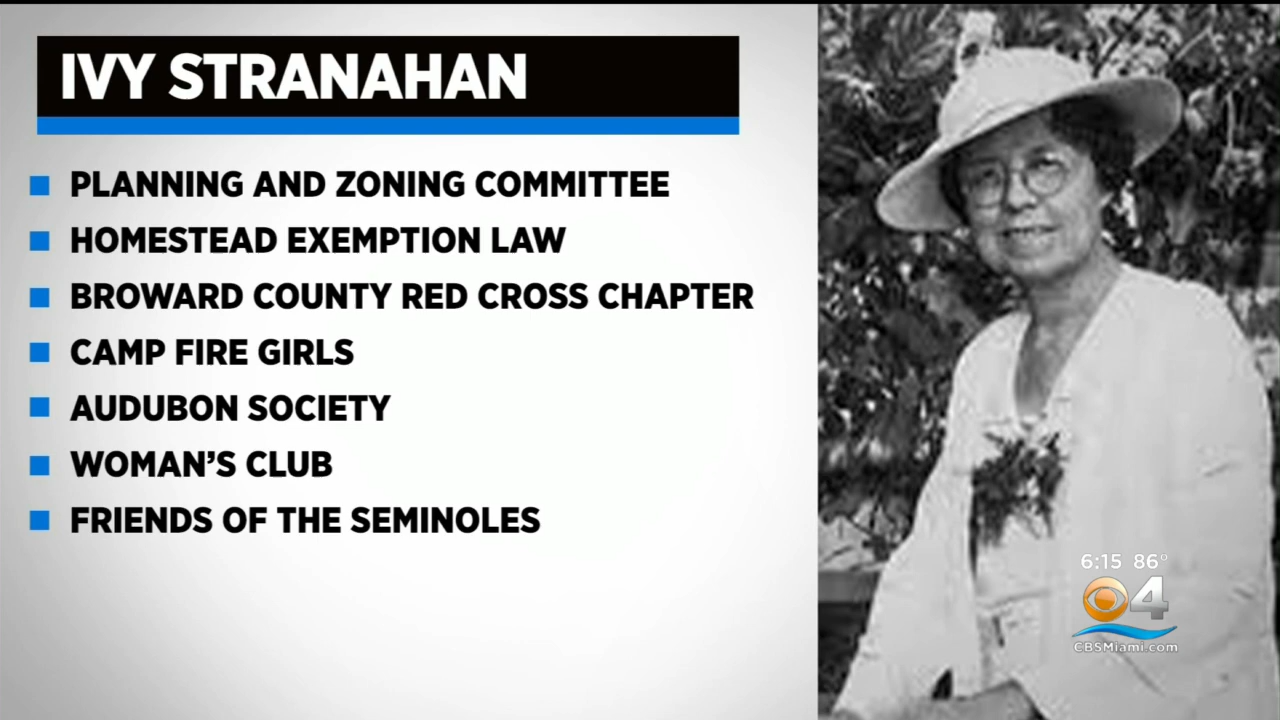 IVY STRANAHAN
PLANNING AND ZONING COMMITTEE
HOMESTEAD EXEMPTION LAW
BROWARD COUNTY RED CROSS CHAPTER
CAMP FIRE GIRLS
AUDUBON SOCIETY
WOMAN'S CLUB
FRIENDS OF THE SEMINOLES
6:15 86°
4
CBSMiami.com